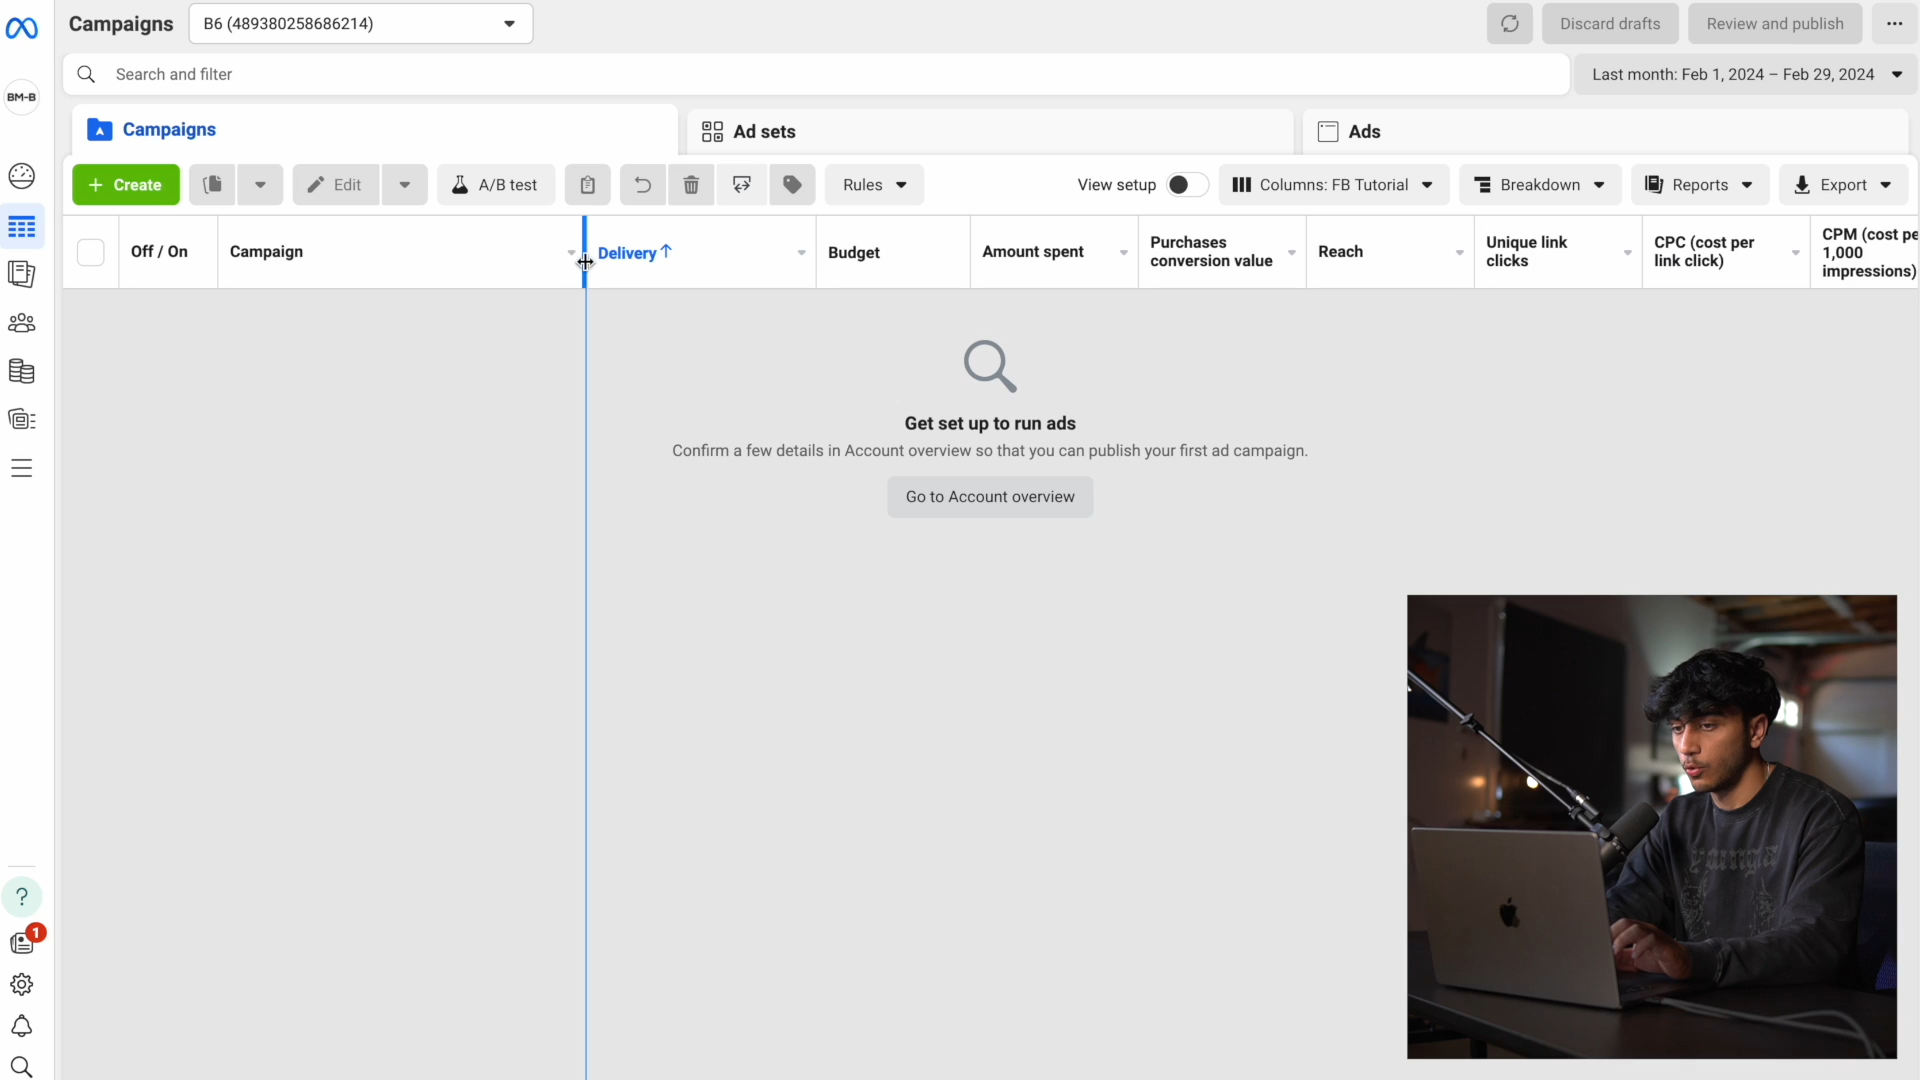 Campaigns
B6 (489380258686214)
Discard drafts
Review and publish
Search and filter
Last month: Feb 1, 2024 – Feb 29, 2024
BM-B
Campaigns
Ad sets
Ads
+ Create
Edit
A/B test
Rules
View setup
Columns: FB Tutorial
Breakdown
Reports
Export
Off / On
Campaign
Delivery ↑
Budget
Amount spent
Purchases
conversion value
Reach
Unique link
clicks
CPC (cost per
link click)
CPM (cost pe
1,000
impressions)
Get set up to run ads
Confirm a few details in Account overview so that you can publish your first ad campaign.
Go to Account overview
?
1